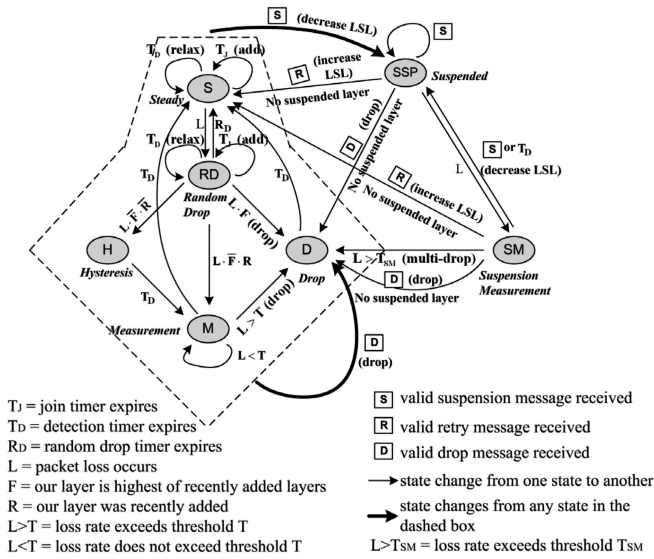 S (decrease LSL)
S
TD (relax)
TJ (add)
R (increase LSL)
No suspended layer
S
Steady
SSP
Suspended
L
RD
TD (relax)
TJ (add)
TD
TD
D (drop)
No suspended layer
R (increase LSL)
No suspended layer
S or TD
(decrease LSL)
L
RD
Random
Drop
L·F̅·R̅
L·F (drop)
L·F̅·R
H
Hysteresis
D
Drop
L > TSM (multi-drop)
D (drop)
No suspended layer
SM
Suspension
Measurement
TD
Measurement
M
L > T (drop)
L < T
D
(drop)
TJ = join timer expires
TD = detection timer expires
RD = random drop timer expires
L = packet loss occurs
F = our layer is highest of recently added layers
R = our layer was recently added
L>T = loss rate exceeds threshold T
L<T = loss rate does not exceed threshold T
S valid suspension message received
R valid retry message received
D valid drop message received
state change from one state to another
state changes from any state in the
dashed box
L>TSM = loss rate exceeds threshold TSM